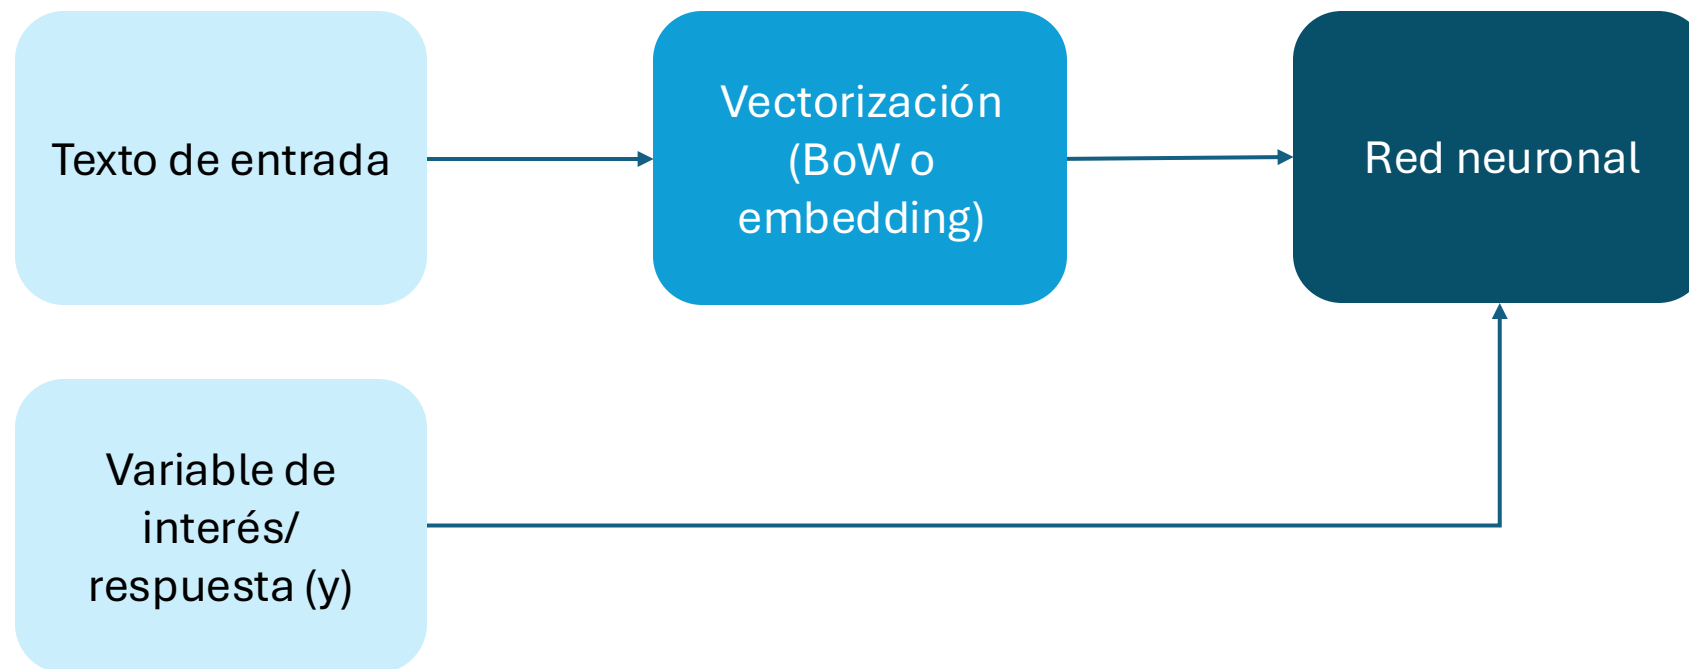 Texto de entrada
Vectorización
(BoW o
embedding)
Red neuronal
Variable de
interés/
respuesta (y)